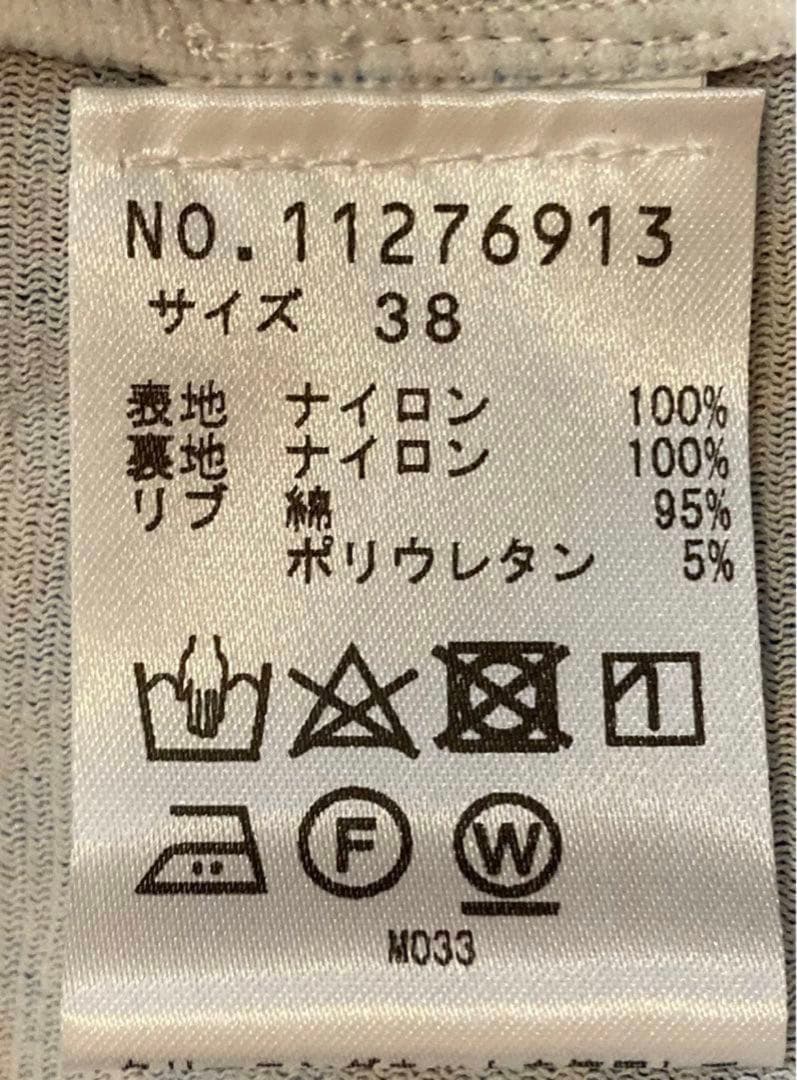 NO.11276913
サイズ 38
表地 ナイロン 100%
裏地 ナイロン 100%
リブ 綿 95%
ポリウレタン 5%
F W
M033